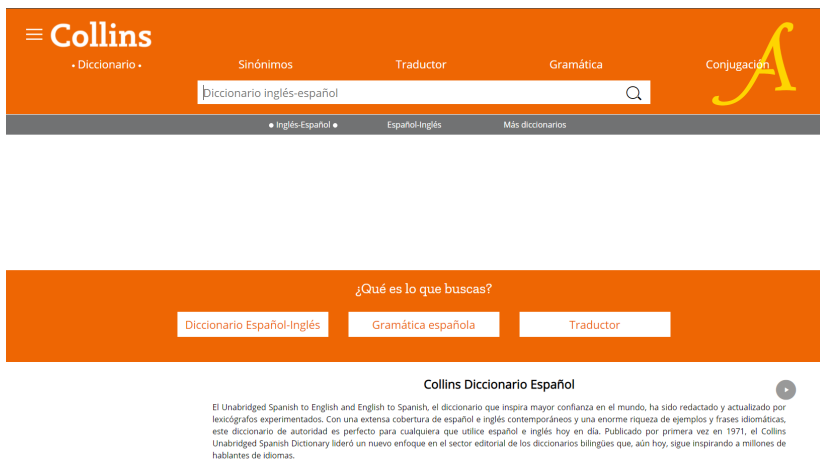 Collins
• Diccionario •
Sinónimos
Traductor
Gramática
Conjugación
Diccionario inglés-español
● Inglés-Español ●
Español-Inglés
Más diccionarios
¿Qué es lo que buscas?
Diccionario Español-Inglés
Gramática española
Traductor
Collins Diccionario Español
El Unabridged Spanish to English and English to Spanish, el diccionario que inspira mayor confianza en el mundo, ha sido redactado y actualizado por
lexicógrafos experimentados. Con una extensa cobertura de español e inglés contemporáneos y una enorme riqueza de ejemplos y frases idiomáticas,
este diccionario de autoridad es perfecto para cualquiera que utilice español e inglés hoy en día. Publicado por primera vez en 1971, el Collins
Unabridged Spanish Dictionary lideró un nuevo enfoque en el sector editorial de los diccionarios bilingües que, aún hoy, sigue inspirando a millones de
hablantes de idiomas.